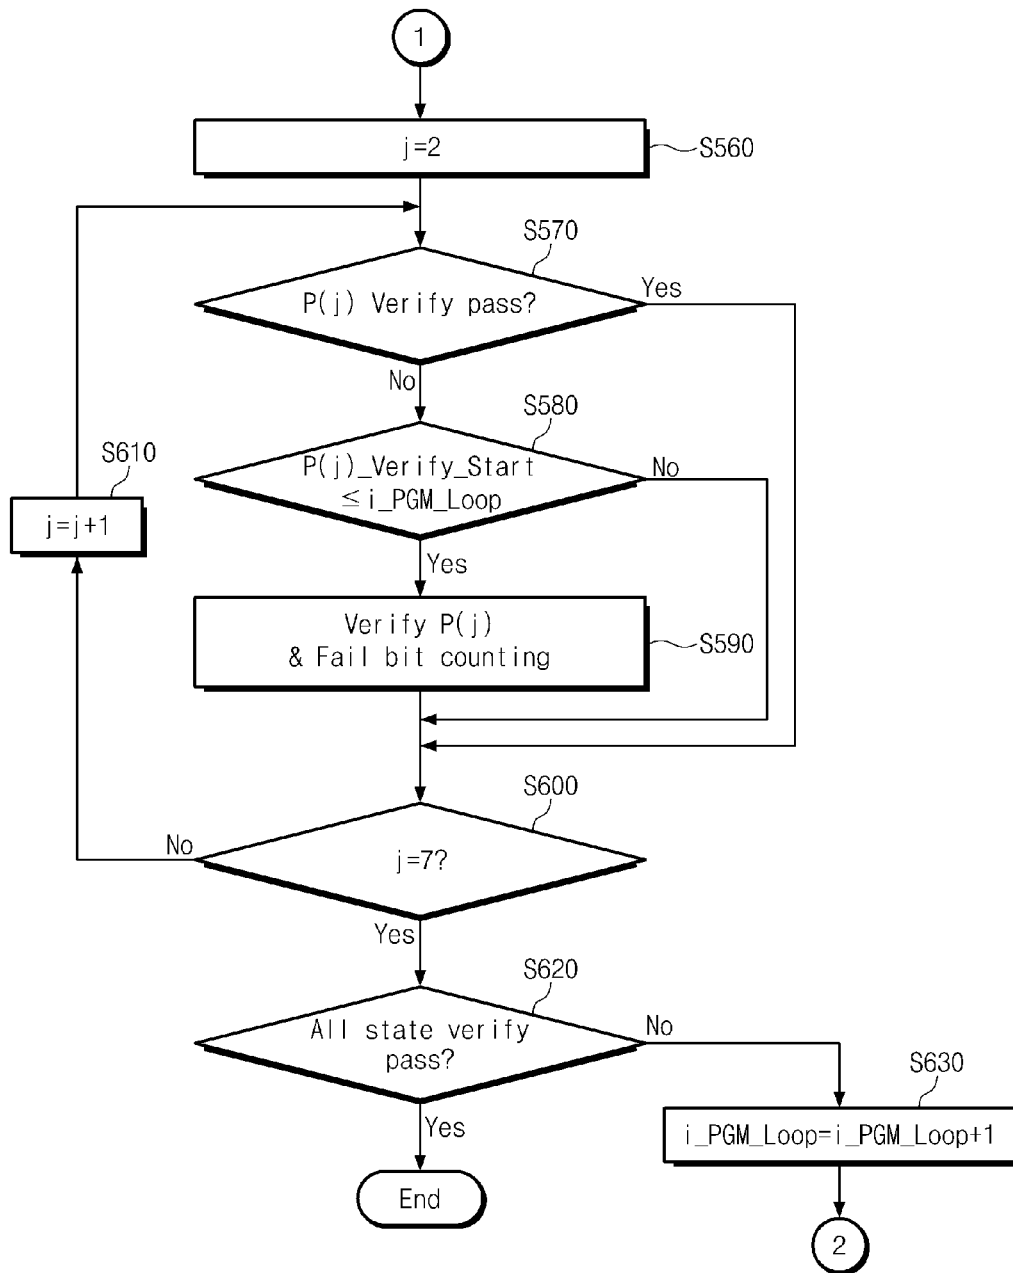 1
j=2
S560
S570
P(j) Verify pass?
Yes
No
S580
P(j)_Verify_Start
≦i_PGM_Loop
No
S610
j=j+1
Yes
Verify P(j)
& Fail bit counting
S590
S600
j=7?
No
Yes
S620
All state verify
pass?
No
S630
i_PGM_Loop=i_PGM_Loop+1
Yes
End
2